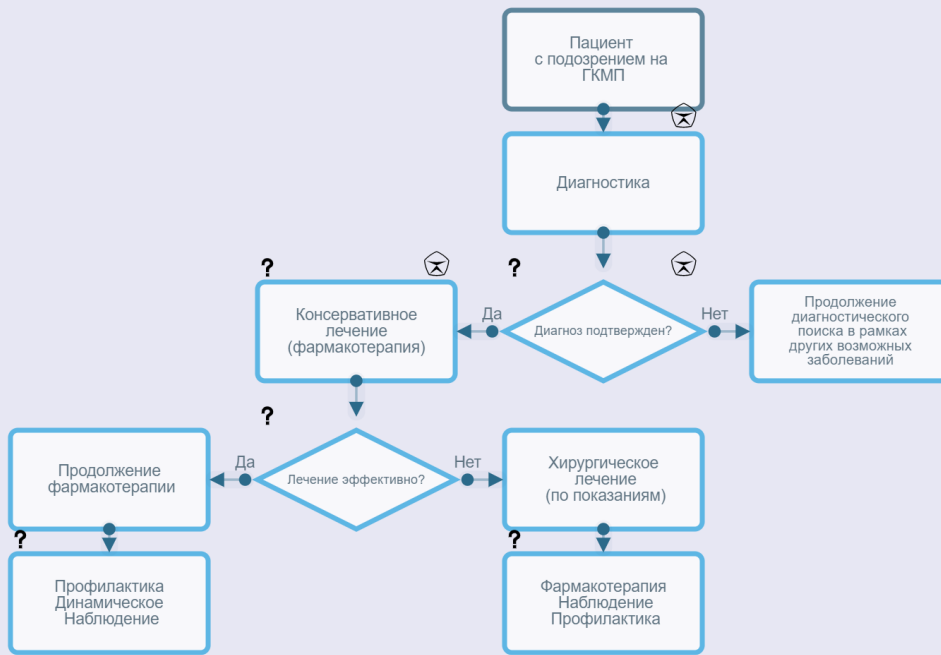 Пациент
с подозрением на
ГКМП
Диагностика
?
?
Консервативное
лечение
(фармакотерапия)
Да
Диагноз подтвержден?
Нет
Продолжение
диагностического
поиска в рамках
других возможных
заболеваний
?
Продолжение
фармакотерапии
Да
Лечение эффективно?
Нет
Хирургическое
лечение
(по показаниям)
?
?
Профилактика
Динамическое
Наблюдение
Фармакотерапия
Наблюдение
Профилактика